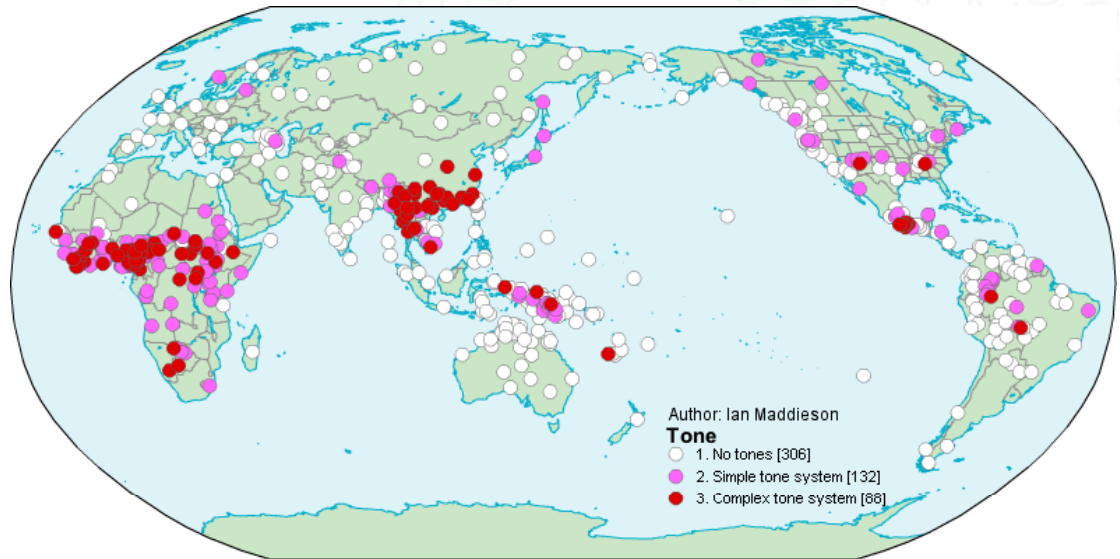 Author: Ian Maddieson
Tone
1. No tones [306]
2. Simple tone system [132]
3. Complex tone system [88]